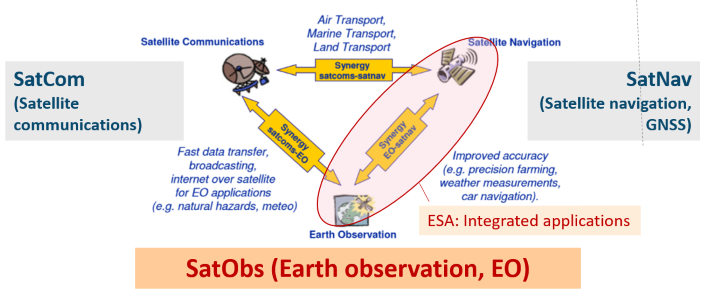 Air Transport,
Marine Transport,
Land Transport
Satellite Communications
Satellite Navigation
Synergy
satcoms-satnav
SatCom
(Satellite
communications)
SatNav
(Satellite navigation,
GNSS)
Synergy
satcoms-EO
Synergy
EO-satnav
Fast data transfer,
broadcasting,
internet over satellite
for EO applications
(e.g. natural hazards, meteo)
Improved accuracy
(e.g. precision farming,
weather measurements,
car navigation).
ESA: Integrated applications
Earth Observation
SatObs (Earth observation, EO)